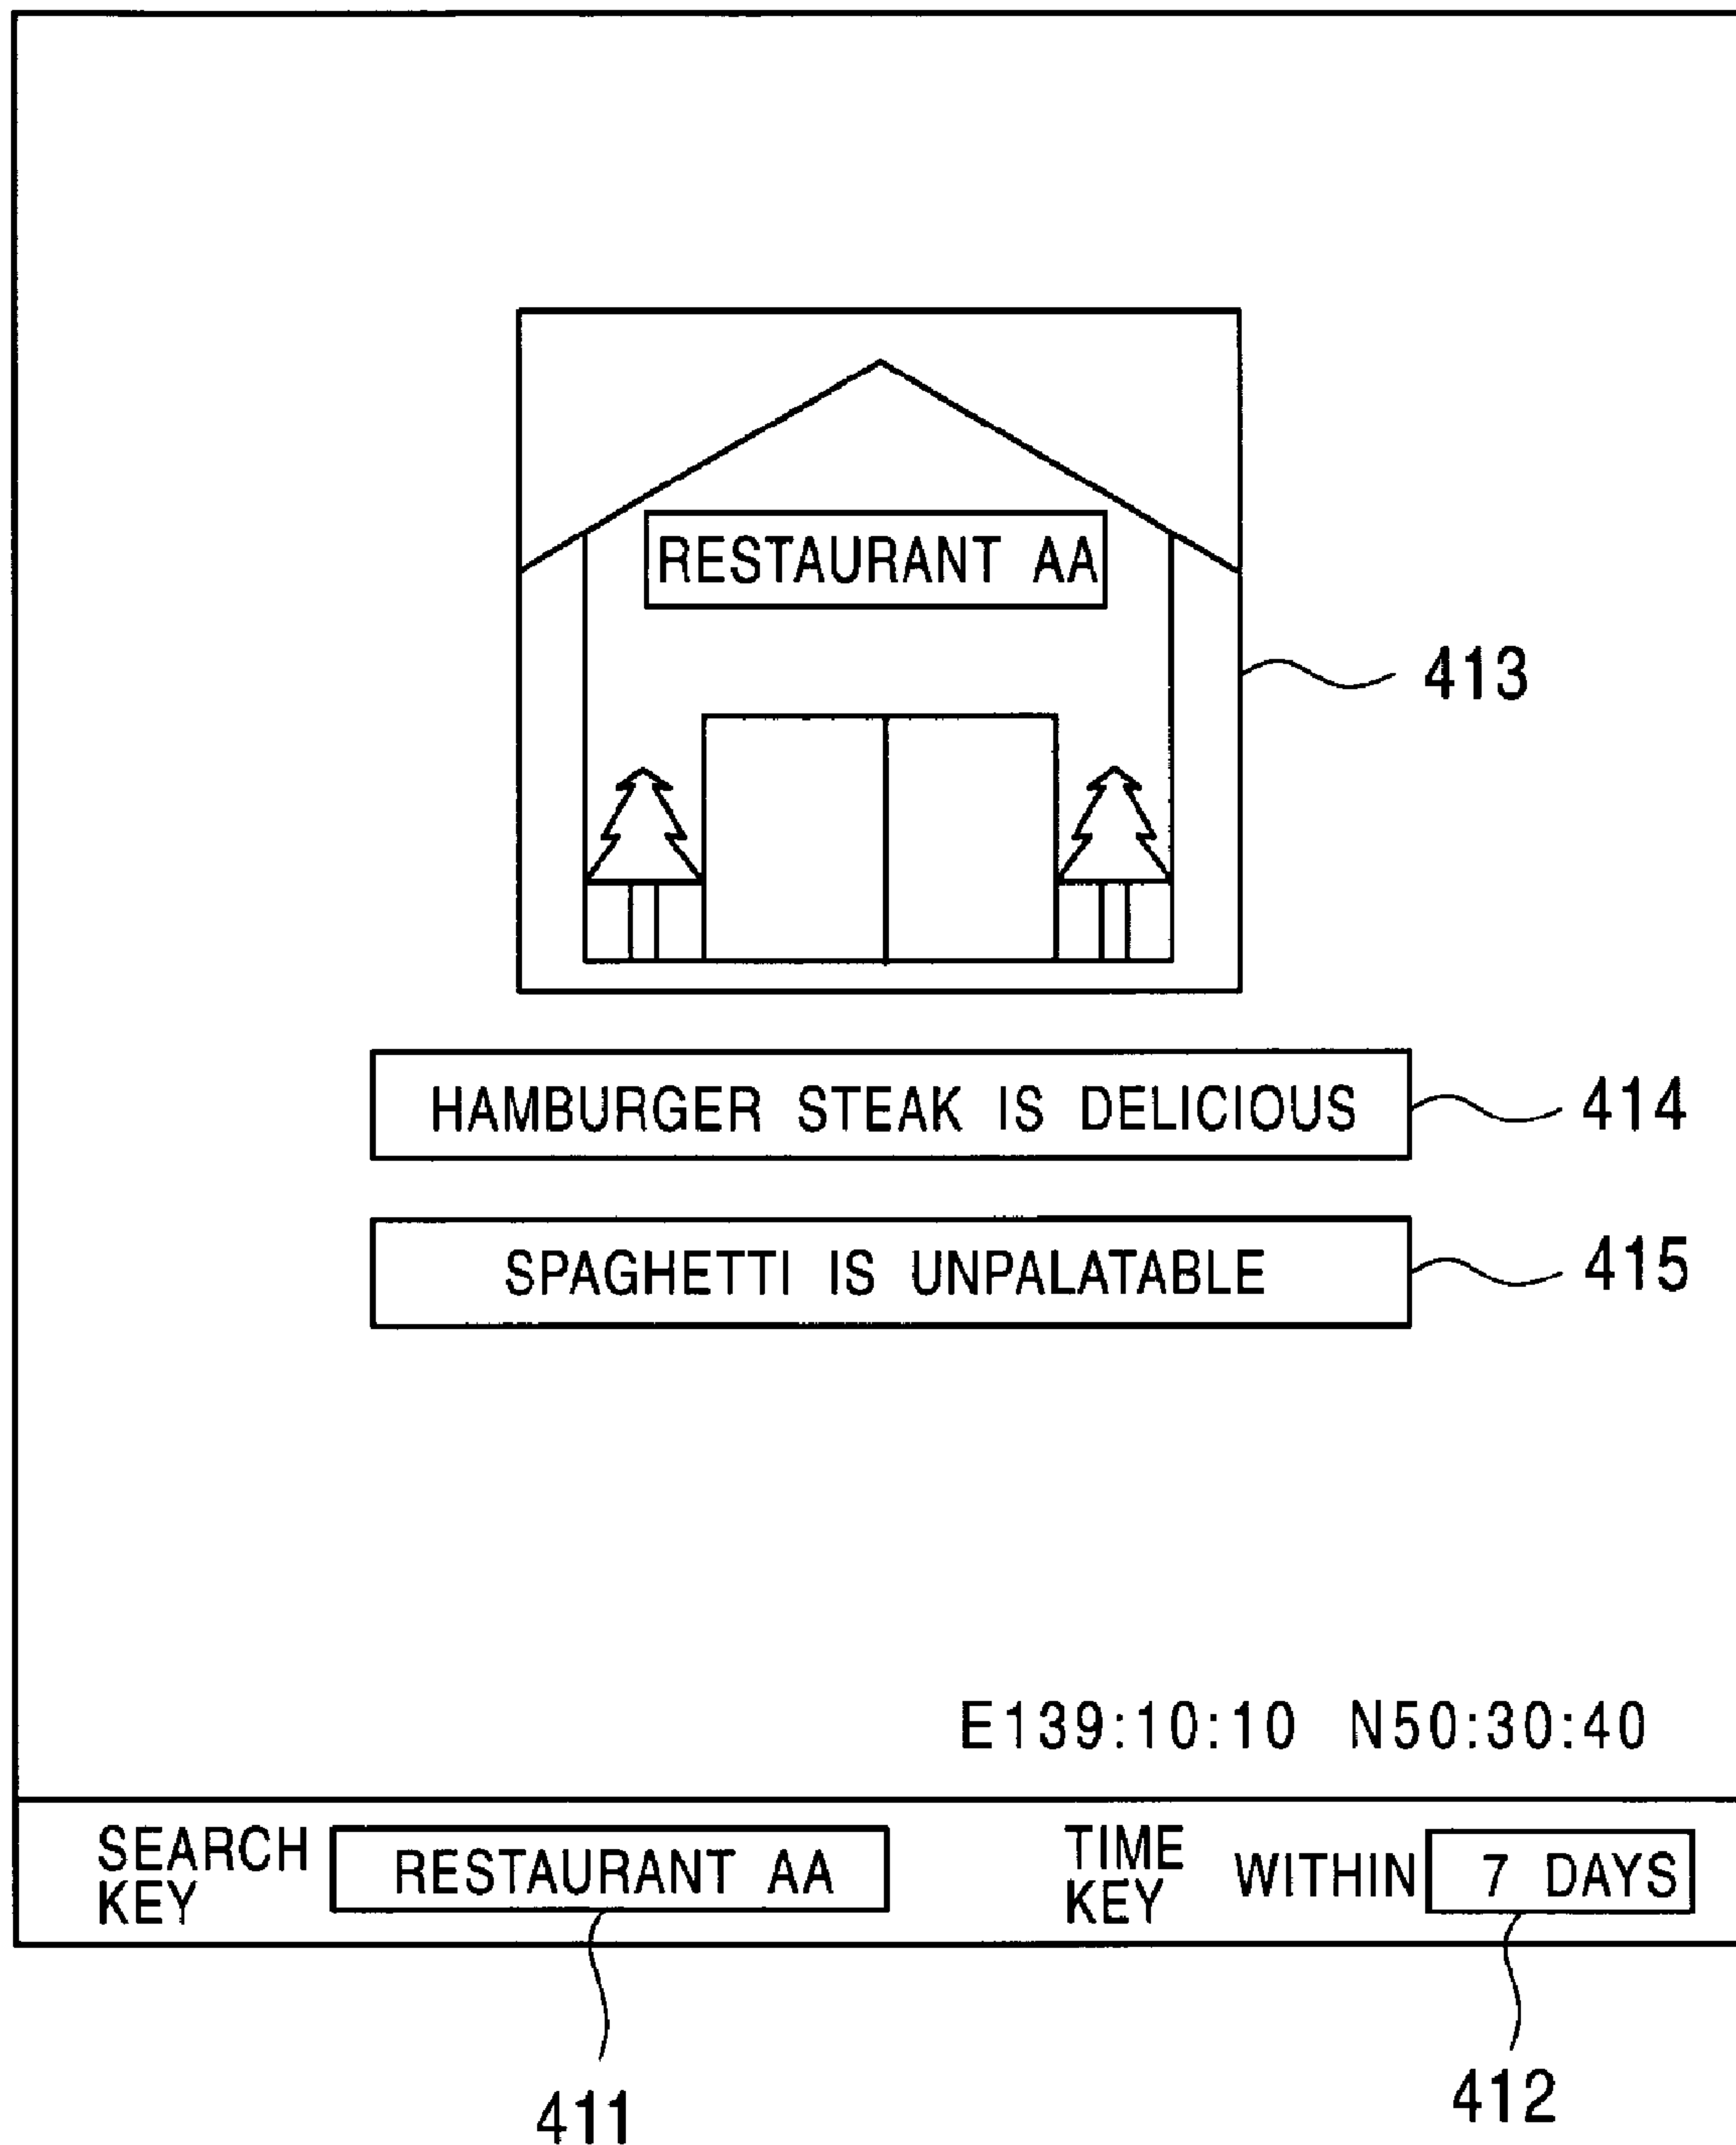 RESTAURANT AA
413
HAMBURGER STEAK IS DELICIOUS
414
SPAGHETTI IS UNPALATABLE
415
E139:10:10 N50:30:40
SEARCH KEY
RESTAURANT AA
TIME KEY
WITHIN 7 DAYS
411
412